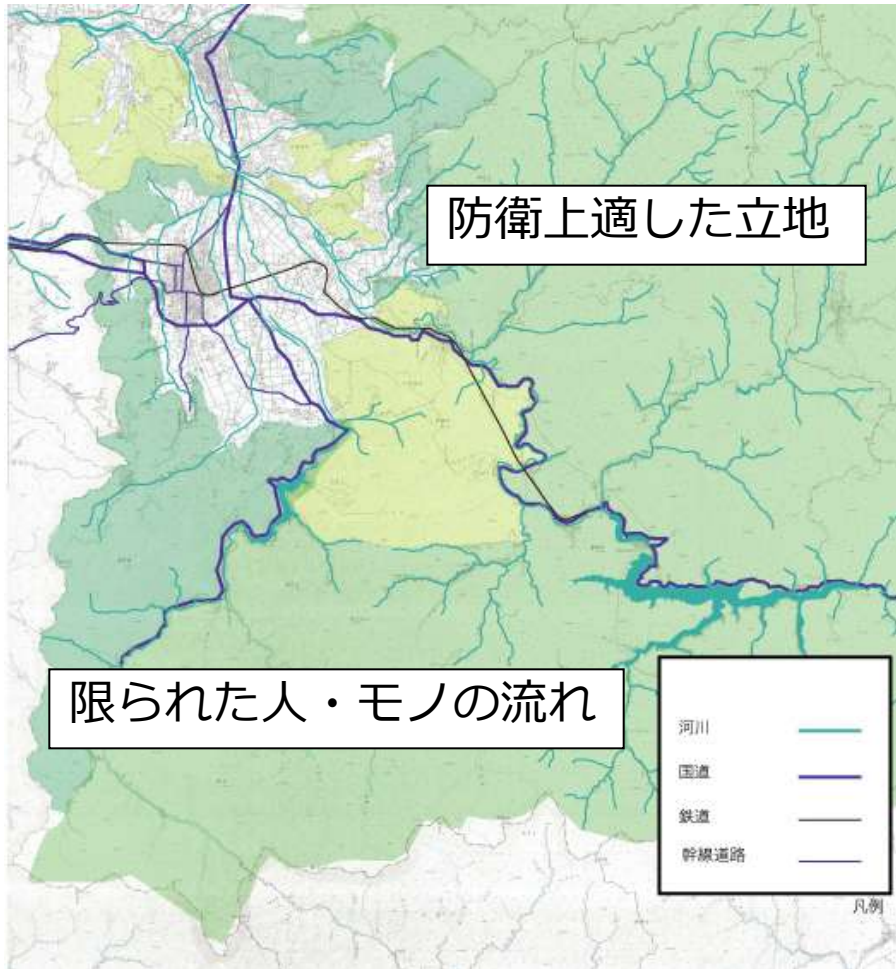 防衛上適した立地
限られた人・モノの流れ
河川
国道
鉄道
幹線道路
凡例